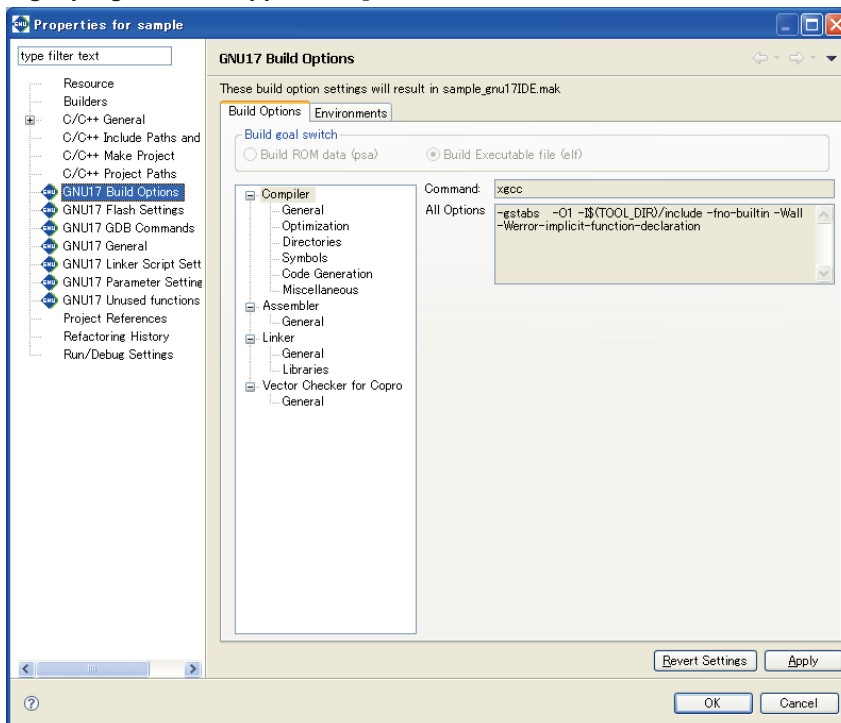 Properties for sample
type filter text
Resource
Builders
C/C++ General
C/C++ Include Paths and
C/C++ Make Project
C/C++ Project Paths
GNU17 Build Options
GNU17 Flash Settings
GNU17 GDB Commands
GNU17 General
GNU17 Linker Script Sett
GNU17 Parameter Setting
GNU17 Unused functions
Project References
Refactoring History
Run/Debug Settings
GNU17 Build Options
These build option settings will result in sample_gnu17IDE.mak
Build Options Environments
Build goal switch
Build ROM data (psa) Build Executable file (elf)
Compiler
General
Optimization
Directories
Symbols
Code Generation
Miscellaneous
Assembler
General
Linker
General
Libraries
Vector Checker for Copro
General
Command: xgcc
All Options -gstabs -O1 -I$(TOOL_DIR)/include -fno-builtin -Wall
-Werror-implicit-function-declaration
Revert Settings Apply
OK Cancel